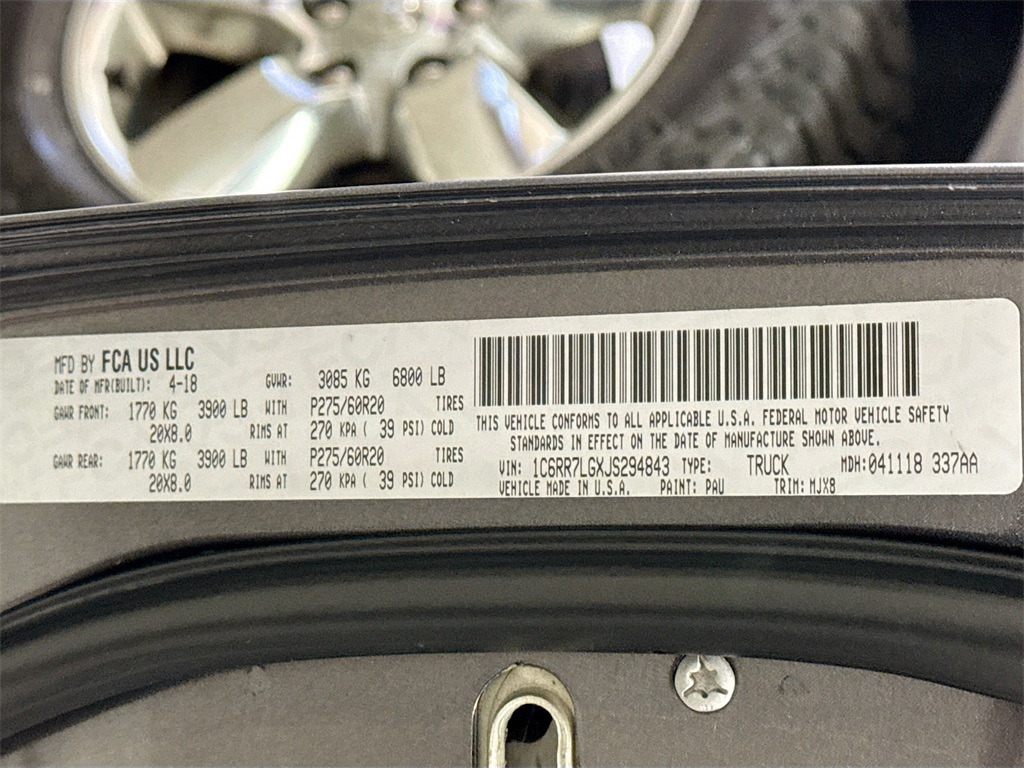 MFD BY FCA US LLC
DATE OF MFR(BUILT): 4-18 GVWR: 3085 KG 6800 LB
GAWR FRONT: 1770 KG 3900 LB WITH P275/60R20 TIRES
20X8.0 RIMS AT 270 KPA ( 39 PSI) COLD
GAWR REAR: 1770 KG 3900 LB WITH P275/60R20 TIRES
20X8.0 RIMS AT 270 KPA ( 39 PSI) COLD
THIS VEHICLE CONFORMS TO ALL APPLICABLE U.S.A. FEDERAL MOTOR VEHICLE SAFETY
STANDARDS IN EFFECT ON THE DATE OF MANUFACTURE SHOWN ABOVE.
VIN: 1C6RR7LGXJS294843 TYPE: TRUCK MDH:041118 337AA
VEHICLE MADE IN U.S.A. PAINT: PAU TRIM: MJX8